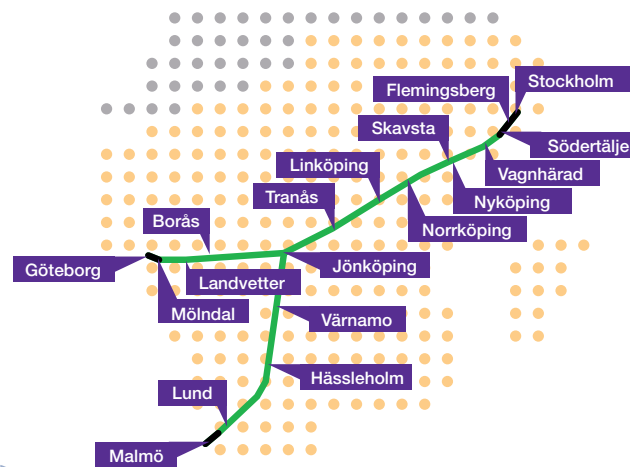 Stockholm
Flemingsberg
Södertälje
Skavsta
Vagnhärad
Linköping
Nyköping
Tranås
Norrköping
Borås
Göteborg
Jönköping
Landvetter
Mölndal
Värnamo
Hässleholm
Lund
Malmö